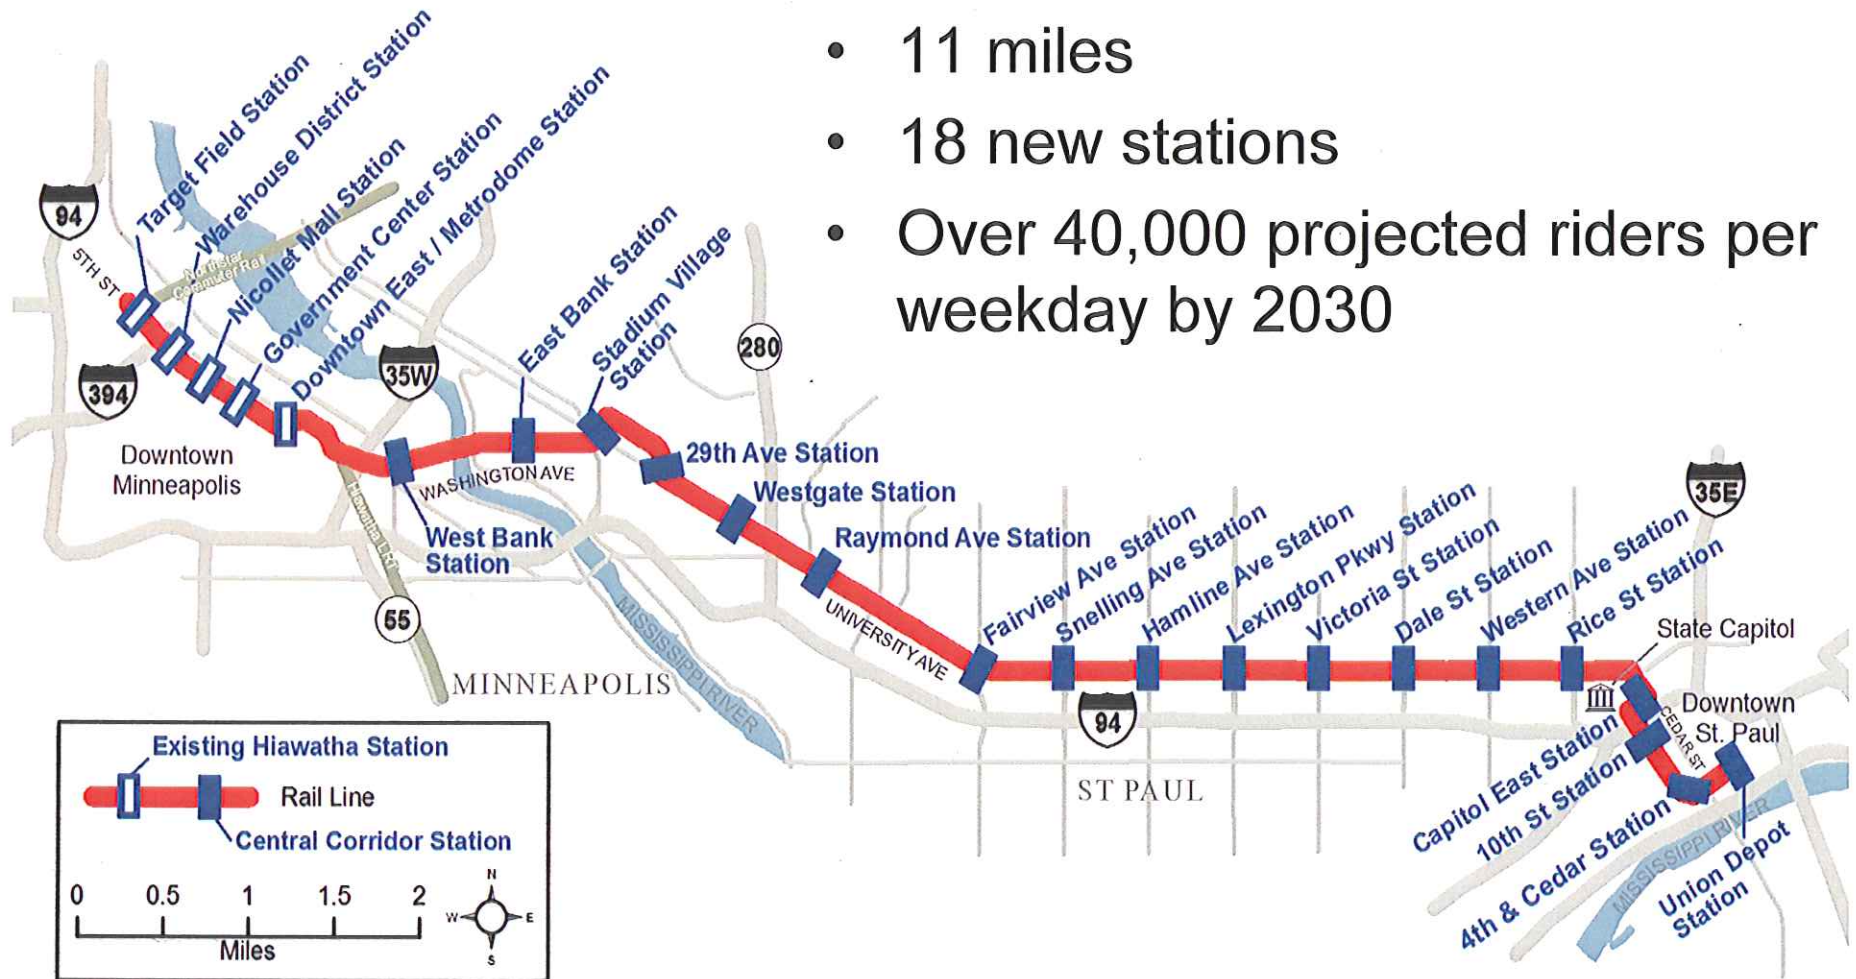 • 11 miles
• 18 new stations
• Over 40,000 projected riders per
weekday by 2030
Target Field Station
Warehouse District Station
Nicollet Mall Station
Government Center Station
Downtown East / Metrodome Station
East Bank Station
Stadium Village
Station
94
5TH ST
Northstar
Commuter Rail
394
35W
280
Downtown
Minneapolis
WASHINGTON AVE
West Bank
Station
29th Ave Station
Westgate Station
Raymond Ave Station
Hiawatha LRT
55
MISSISSIPPI RIVER
UNIVERSITY AVE
MINNEAPOLIS
Fairview Ave Station
Snelling Ave Station
Hamline Ave Station
Lexington Pkwy Station
Victoria St Station
Dale St Station
Western Ave Station
Rice St Station
35E
State Capitol
94
ST PAUL
CEDAR ST
Downtown
St. Paul
Capitol East Station
10th St Station
4th & Cedar Station
Union Depot
Station
MISSISSIPPI RIVER
Existing Hiawatha Station
Rail Line
Central Corridor Station
0 0.5 1 1.5 2
Miles
N
W E
S